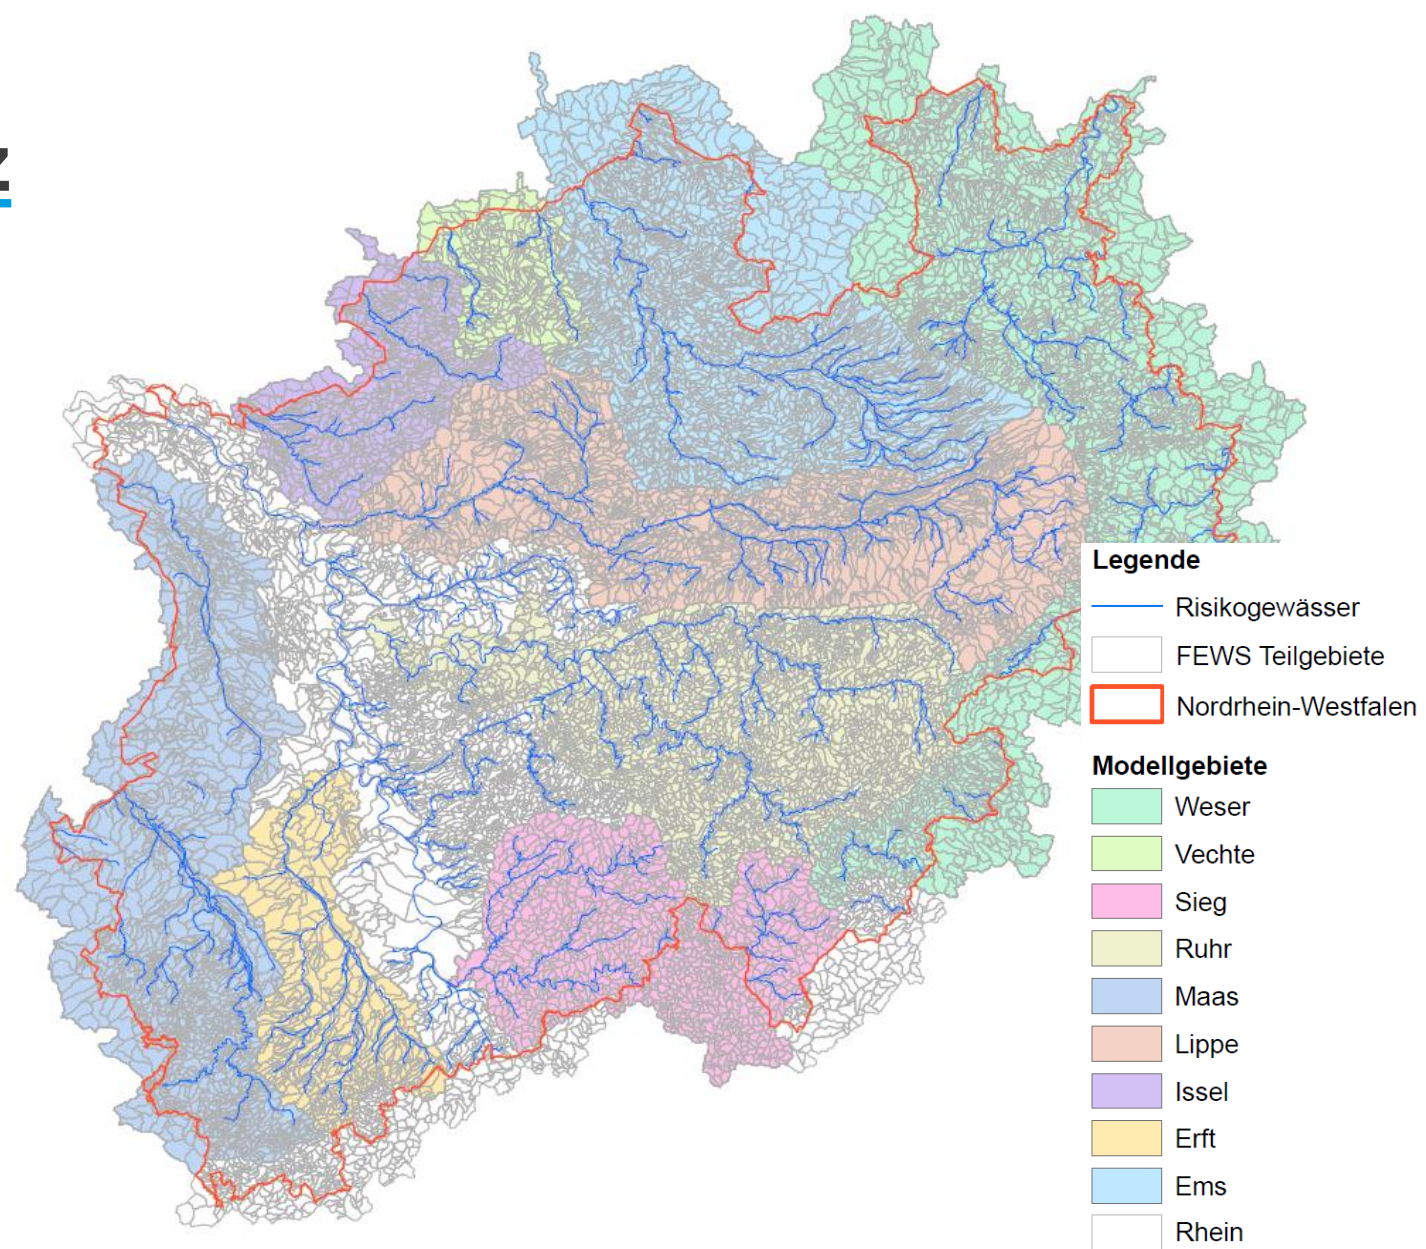 Legende
Risikogewässer
FEWS Teilgebiete
Nordrhein-Westfalen
Modellgebiete
Weser
Vechte
Sieg
Ruhr
Maas
Lippe
Issel
Erft
Ems
Rhein